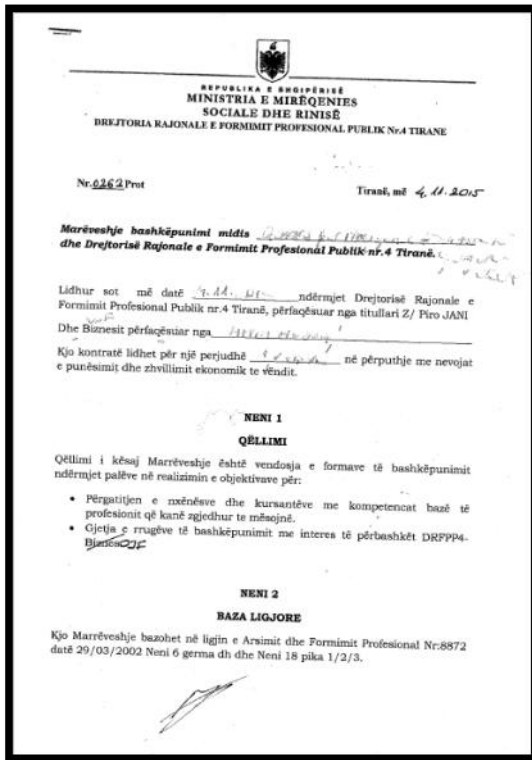 REPUBLIKA E SHQIPËRISË
MINISTRIA E MIRËQENIES
SOCIALE DHE RINISË
DREJTORIA RAJONALE E FORMIMIT PROFESIONAL PUBLIK Nr.4 TIRANE
Nr.0262 Prot
Tiranë, më 4.11.2015
Marëveshje bashkëpunimi midis
dhe Drejtorisë Rajonale e Formimit Profesional Publik nr.4 Tiranë.
Lidhur sot më datë ndërmjet Drejtorisë Rajonale e
Formimit Profesional Publik nr.4 Tiranë, përfaqësuar nga titullari Z/ Piro JANI
Dhe Biznesit përfaqësuar nga
Kjo kontratë lidhet për një perjudhë në përputhje me nevojat
e punësimit dhe zhvillimit ekonomik te vëndit.
NENI 1
QËLLIMI
Qëllimi i kësaj Marrëveshje është vendosja e formave të bashkëpunimit
ndërmjet palëve në realizimin e objektivave për:
• Përgatitjen e nxënësve dhe kursantëve me kompetencat bazë të
profesionit që kanë zgjedhur te mësojnë.
• Gjetja e rrugëve të bashkëpunimit me interes të përbashkët DRFPP4-
Biznes OJF
NENI 2
BAZA LIGJORE
Kjo Marrëveshje bazohet në ligjin e Arsimit dhe Formimit Profesional Nr:8872
datë 29/03/2002 Neni 6 germa dh dhe Neni 18 pika 1/2/3.